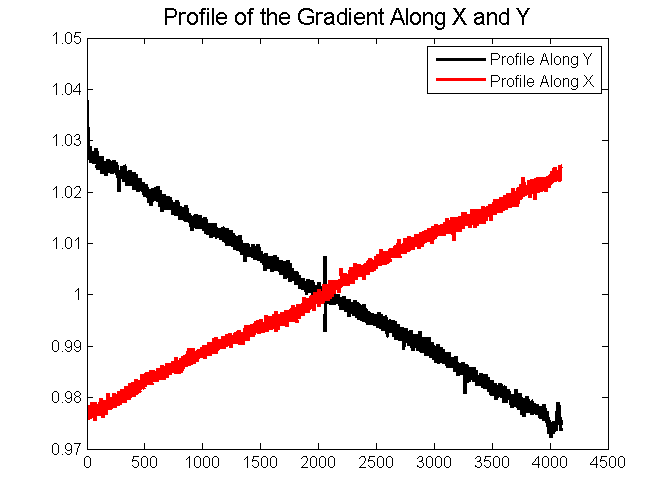 Profile of the Gradient Along X and Y
1.05
1.04
1.03
1.02
1.01
1
0.99
0.98
0.97
Profile Along Y
Profile Along X
0 500 1000 1500 2000 2500 3000 3500 4000 4500